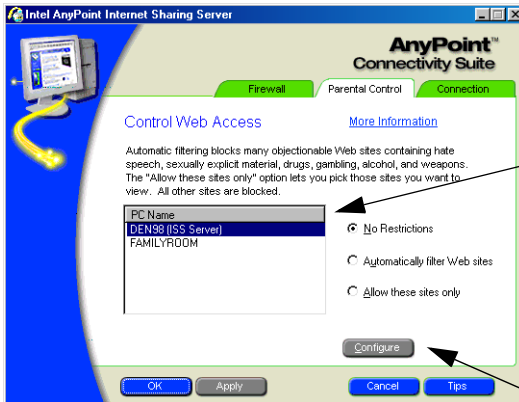 Intel AnyPoint Internet Sharing Server
AnyPoint™
Connectivity Suite
Firewall
Parental Control
Connection
Control Web Access
More Information
Automatic filtering blocks many objectionable Web sites containing hate
speech, sexually explicit material, drugs, gambling, alcohol, and weapons.
The "Allow these sites only" option lets you pick those sites you want to
view. All other sites are blocked.
PC Name
DEN98 (ISS Server)
FAMILYROOM
No Restrictions
Automatically filter Web sites
Allow these sites only
Configure
OK
Apply
Cancel
Tips